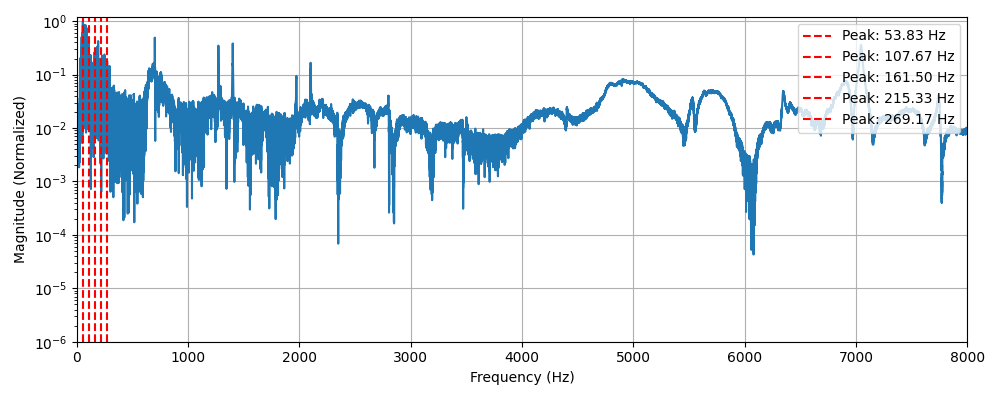 10⁰
10⁻¹
10⁻²
10⁻³
10⁻⁴
10⁻⁵
10⁻⁶
Magnitude (Normalized)
Peak: 53.83 Hz
Peak: 107.67 Hz
Peak: 161.50 Hz
Peak: 215.33 Hz
Peak: 269.17 Hz
0 1000 2000 3000 4000 5000 6000 7000 8000
Frequency (Hz)